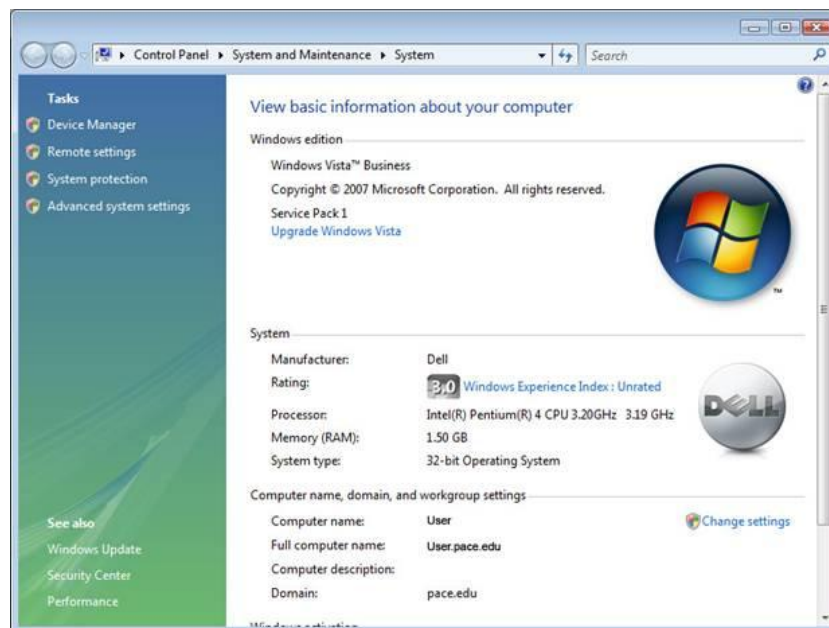 Control Panel ▸ System and Maintenance ▸ System
Search
Tasks
Device Manager
Remote settings
System protection
Advanced system settings
See also
Windows Update
Security Center
Performance
View basic information about your computer
Windows edition
Windows Vista™ Business
Copyright © 2007 Microsoft Corporation. All rights reserved.
Service Pack 1
Upgrade Windows Vista
TM
System
Manufacturer: Dell
Rating: 3.0 Windows Experience Index : Unrated
Processor: Intel(R) Pentium(R) 4 CPU 3.20GHz 3.19 GHz
Memory (RAM): 1.50 GB
System type: 32-bit Operating System
DELL
Computer name, domain, and workgroup settings
Computer name: User
Change settings
Full computer name: User.pace.edu
Computer description:
Domain: pace.edu
Windows activation